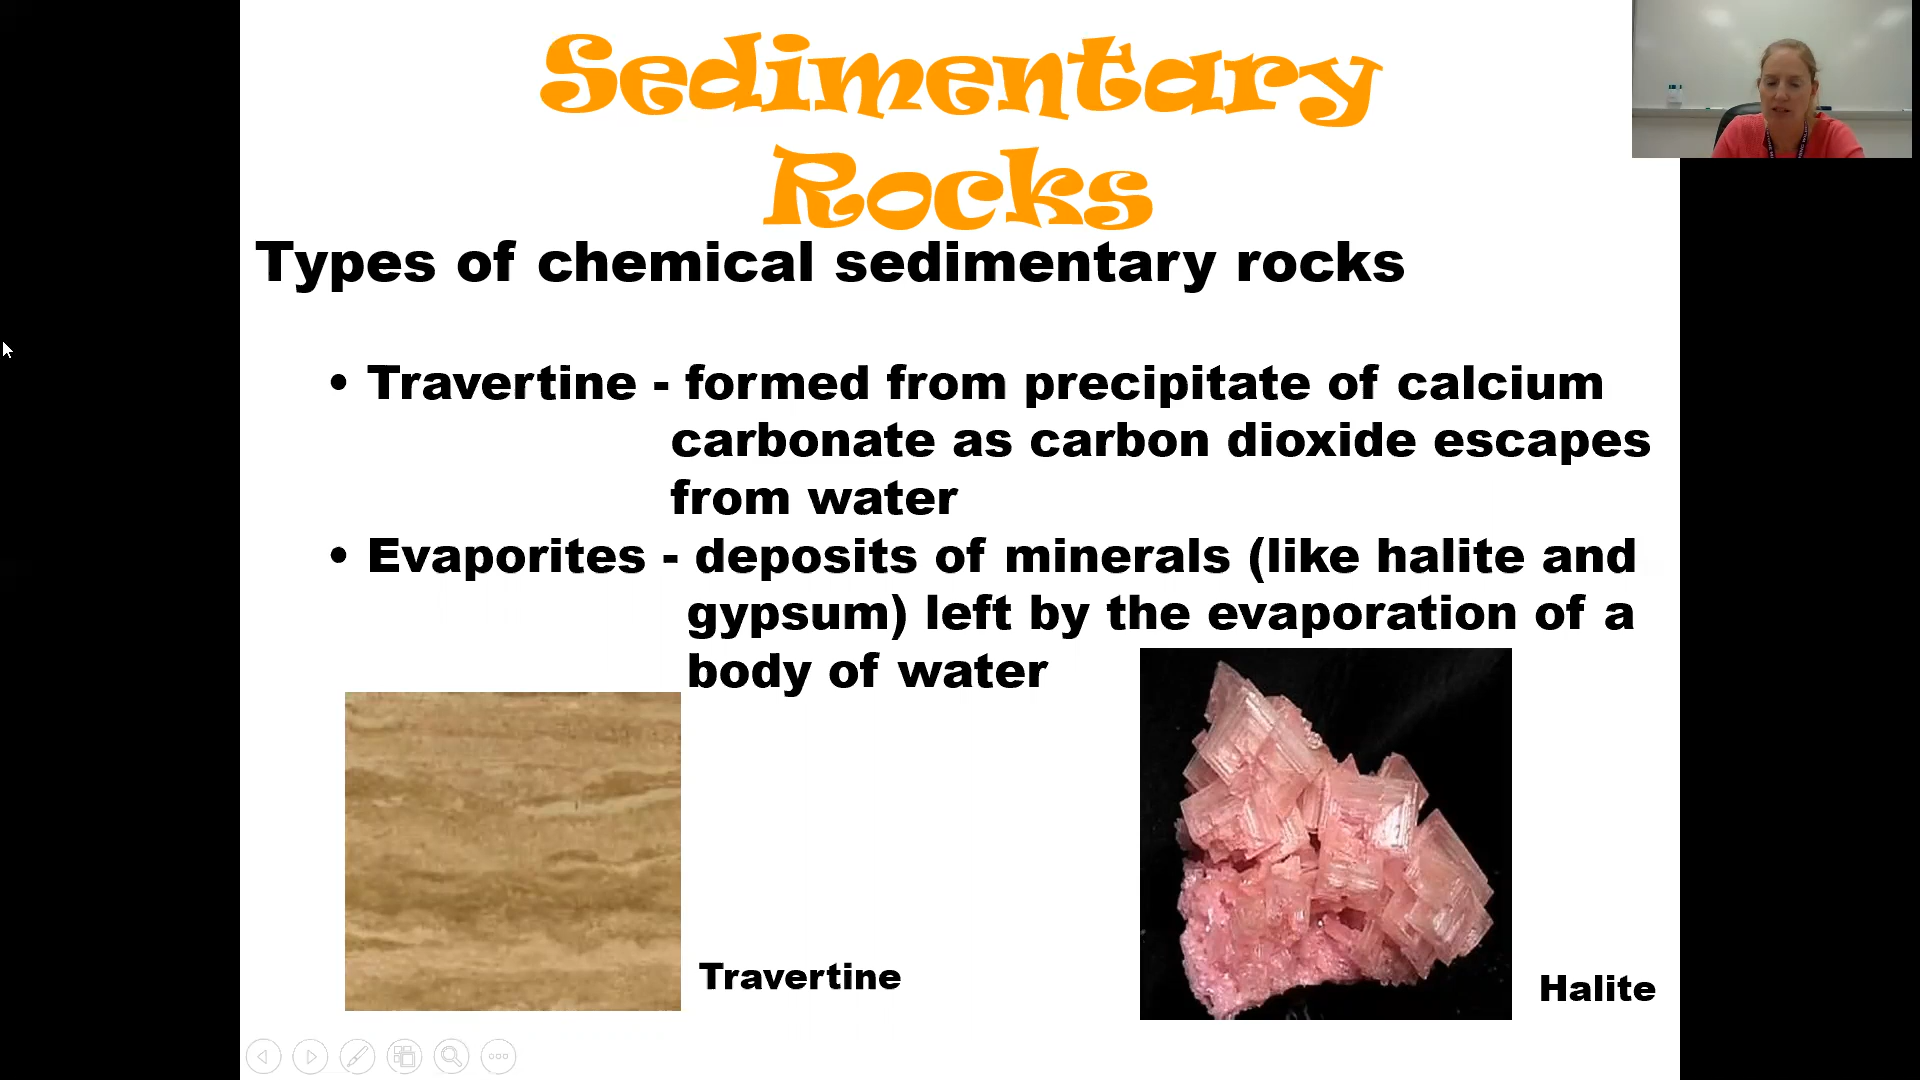 Sedimentary
Rocks
Types of chemical sedimentary rocks
• Travertine - formed from precipitate of calcium
carbonate as carbon dioxide escapes
from water
• Evaporites - deposits of minerals (like halite and
gypsum) left by the evaporation of a
body of water
Travertine
Halite